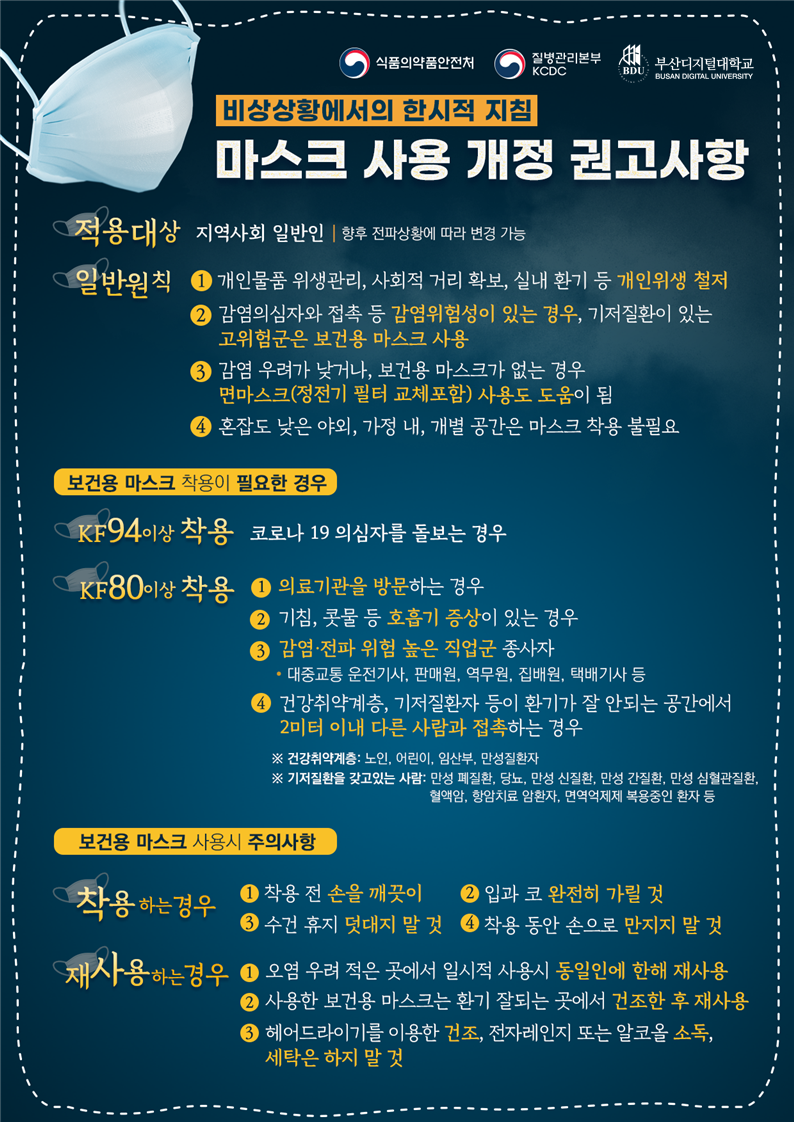 식품의약품안전처
질병관리본부
KCDC
BDU
부산디지털대학교
BUSAN DIGITAL UNIVERSITY
비상상황에서의 한시적 지침
마스크 사용 개정 권고사항
적용대상 지역사회 일반인 | 향후 전파상황에 따라 변경 가능
일반원칙 1 개인물품 위생관리, 사회적 거리 확보, 실내 환기 등 개인위생 철저
2 감염의심자와 접촉 등 감염위험성이 있는 경우, 기저질환이 있는
고위험군은 보건용 마스크 사용
3 감염 우려가 낮거나, 보건용 마스크가 없는 경우
면마스크(정전기 필터 교체포함) 사용도 도움이 됨
4 혼잡도 낮은 야외, 가정 내, 개별 공간은 마스크 착용 불필요
보건용 마스크 착용이 필요한 경우
KF94이상 착용 코로나 19 의심자를 돌보는 경우
KF80이상 착용 1 의료기관을 방문하는 경우
2 기침, 콧물 등 호흡기 증상이 있는 경우
3 감염·전파 위험 높은 직업군 종사자
• 대중교통 운전기사, 판매원, 역무원, 집배원, 택배기사 등
4 건강취약계층, 기저질환자 등이 환기가 잘 안되는 공간에서
2미터 이내 다른 사람과 접촉하는 경우
※ 건강취약계층: 노인, 어린이, 임산부, 만성질환자
※ 기저질환을 갖고있는 사람: 만성 폐질환, 당뇨, 만성 신질환, 만성 간질환, 만성 심혈관질환,
혈액암, 항암치료 암환자, 면역억제제 복용중인 환자 등
보건용 마스크 사용시 주의사항
착용하는경우 1 착용 전 손을 깨끗이 2 입과 코 완전히 가릴 것
3 수건 휴지 덧대지 말 것 4 착용 동안 손으로 만지지 말 것
재사용하는경우 1 오염 우려 적은 곳에서 일시적 사용시 동일인에 한해 재사용
2 사용한 보건용 마스크는 환기 잘되는 곳에서 건조한 후 재사용
3 헤어드라이기를 이용한 건조, 전자레인지 또는 알코올 소독,
세탁은 하지 말 것